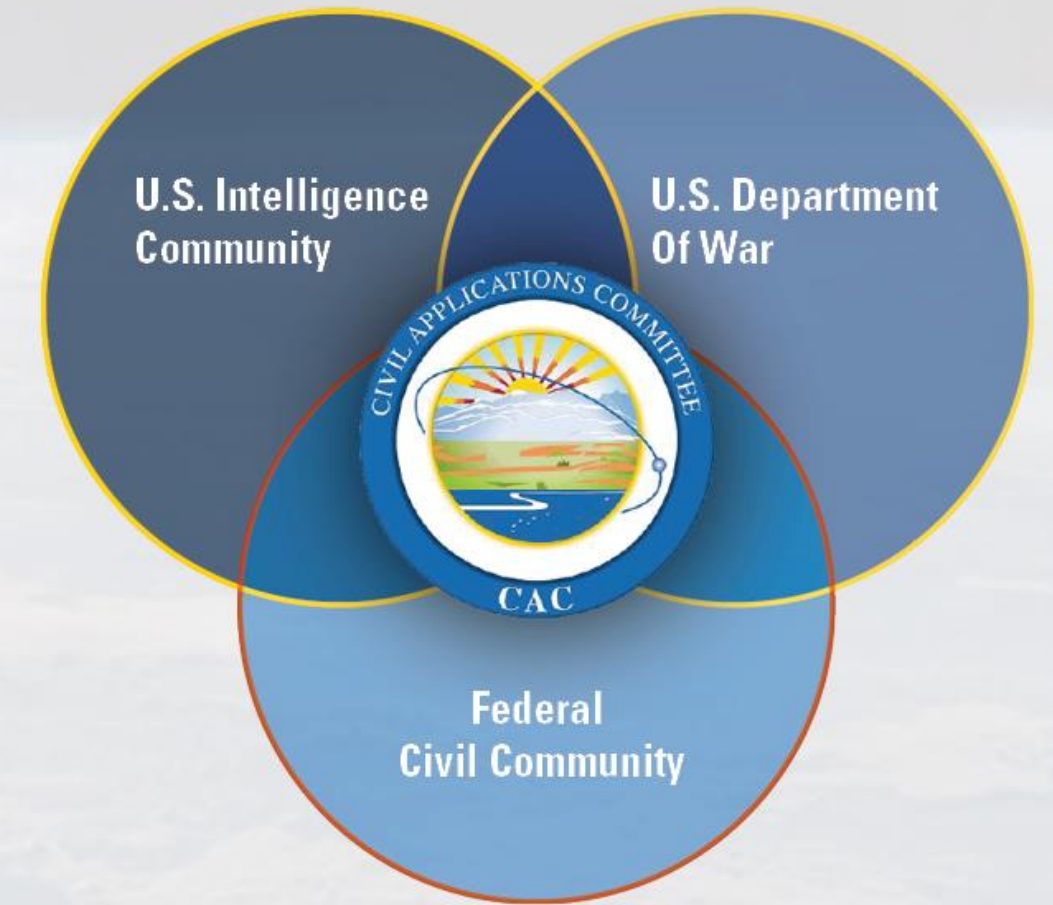 U.S. Intelligence
Community
U.S. Department
Of War
CIVIL APPLICATIONS COMMITTEE
CAC
Federal
Civil Community